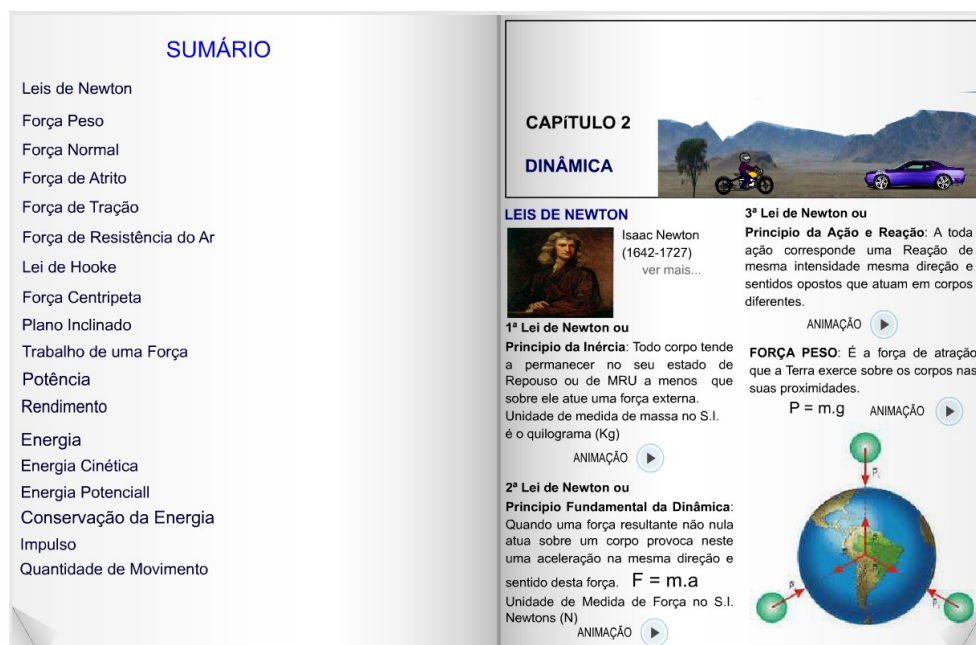 SUMÁRIO
Leis de Newton
Força Peso
Força Normal
Força de Atrito
Força de Tração
Força de Resistência do Ar
Lei de Hooke
Força Centripeta
Plano Inclinado
Trabalho de uma Força
Potência
Rendimento
Energia
Energia Cinética
Energia Potenciall
Conservação da Energia
Impulso
Quantidade de Movimento
CAPíTULO 2
DINÂMICA
LEIS DE NEWTON
Isaac Newton
(1642-1727)
ver mais...
1ª Lei de Newton ou
Principio da Inércia: Todo corpo tende
a permanecer no seu estado de
Repouso ou de MRU a menos que
sobre ele atue uma força externa.
Unidade de medida de massa no S.I.
é o quilograma (Kg)
ANIMAÇÃO
2ª Lei de Newton ou
Principio Fundamental da Dinâmica:
Quando uma força resultante não nula
atua sobre um corpo provoca neste
uma aceleração na mesma direção e
sentido desta força. F = m.a
Unidade de Medida de Força no S.I.
Newtons (N)
ANIMAÇÃO
3ª Lei de Newton ou
Principio da Ação e Reação: A toda
ação corresponde uma Reação de
mesma intensidade mesma direção e
sentidos opostos que atuam em corpos
diferentes.
ANIMAÇÃO
FORÇA PESO: É a força de atração
que a Terra exerce sobre os corpos nas
suas proximidades.
P = m.g ANIMAÇÃO